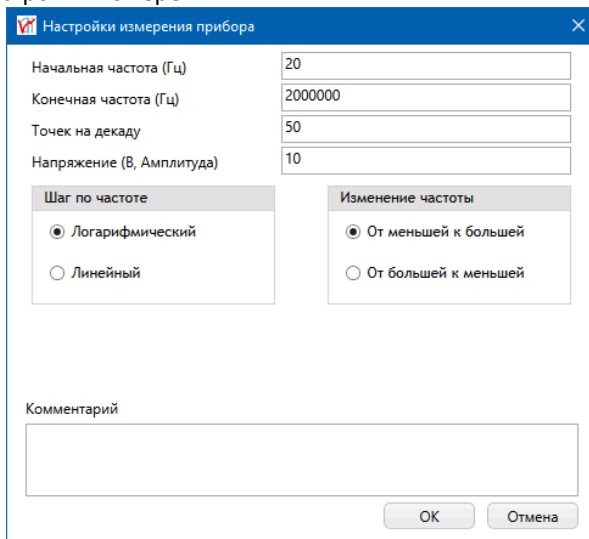 Настройки измерения прибора
Начальная частота (Гц) 20
Конечная частота (Гц) 2000000
Точек на декаду 50
Напряжение (В, Амплитуда) 10
Шаг по частоте Изменение частоты
Логарифмический От меньшей к большей
Линейный От большей к меньшей
Комментарий
OK Отмена